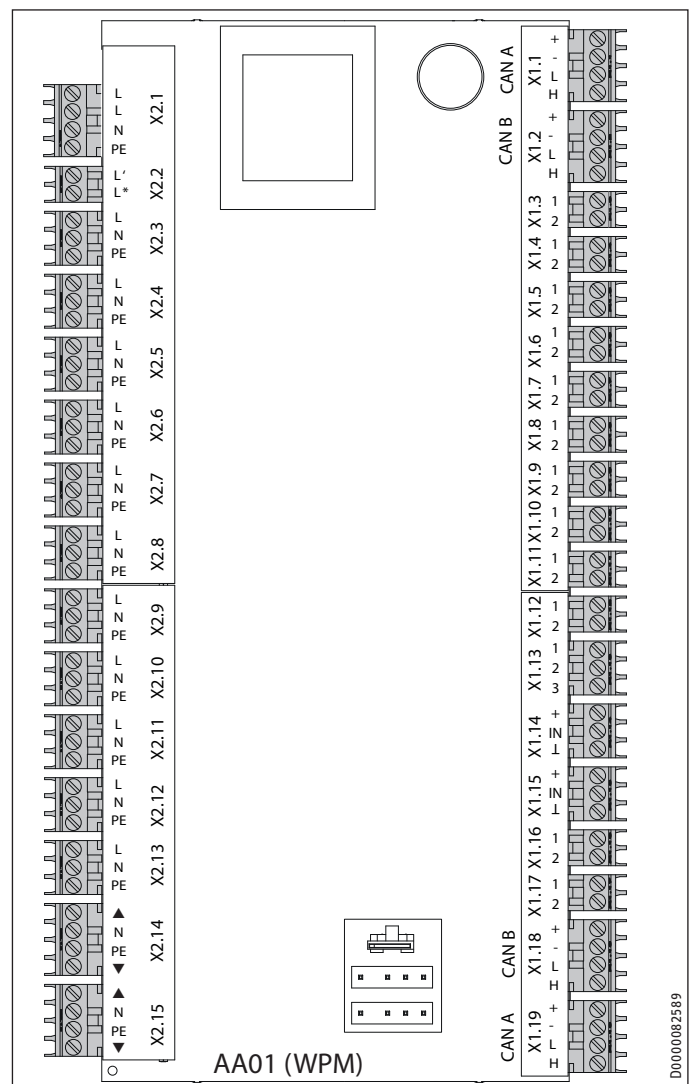 L
L
N
PE
X2.1
L‘
L*
X2.2
L
N
PE
X2.3
L
N
PE
X2.4
L
N
PE
X2.5
L
N
PE
X2.6
L
N
PE
X2.7
L
N
PE
X2.8
L
N
PE
X2.9
L
N
PE
X2.10
L
N
PE
X2.11
L
N
PE
X2.12
L
N
PE
X2.13
▲
N
PE
▼
X2.14
▲
N
PE
▼
X2.15
CAN A
X1.1
+
-
L
H
CAN B
X1.2
+
-
L
H
X1.3
1
2
X1.4
1
2
X1.5
1
2
X1.6
1
2
X1.7
1
2
X1.8
1
2
X1.9
1
2
X1.10
1
2
X1.11
1
2
X1.12
1
2
X1.13
1
2
3
X1.14
+
IN
⊥
X1.15
+
IN
⊥
X1.16
1
2
X1.17
1
2
CAN B
X1.18
+
-
L
H
CAN A
X1.19
+
-
L
H
AA01 (WPM)
D0000082589